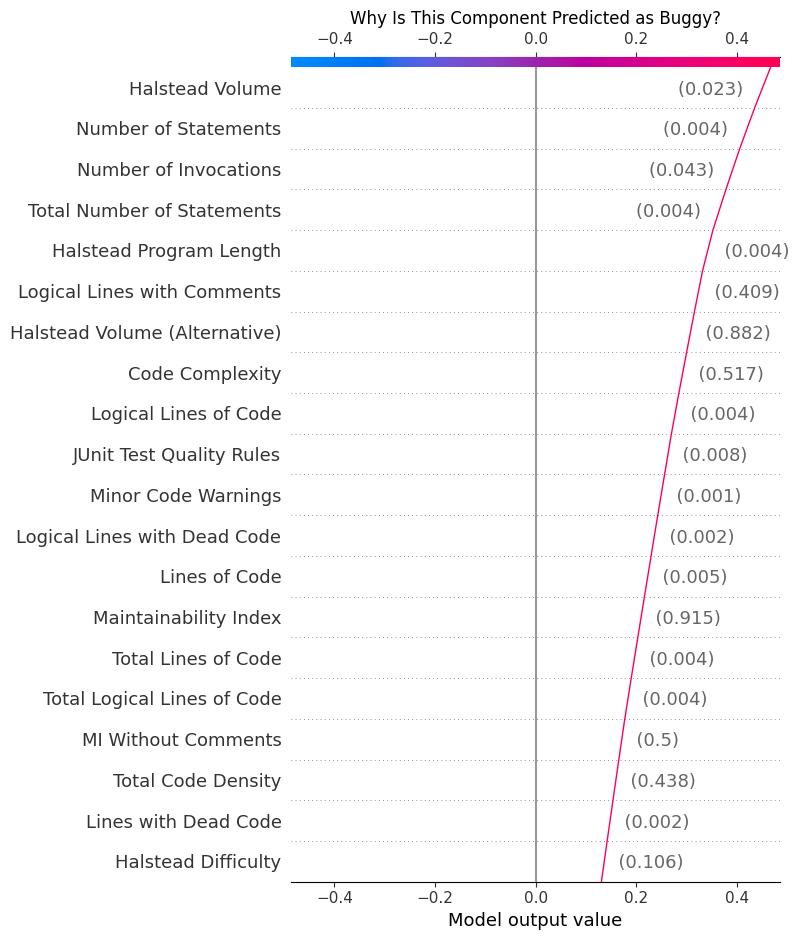 Why Is This Component Predicted as Buggy?
−0.4 −0.2 0.0 0.2 0.4
Halstead Volume (0.023)
Number of Statements (0.004)
Number of Invocations (0.043)
Total Number of Statements (0.004)
Halstead Program Length (0.004)
Logical Lines with Comments (0.409)
Halstead Volume (Alternative) (0.882)
Code Complexity (0.517)
Logical Lines of Code (0.004)
JUnit Test Quality Rules (0.008)
Minor Code Warnings (0.001)
Logical Lines with Dead Code (0.002)
Lines of Code (0.005)
Maintainability Index (0.915)
Total Lines of Code (0.004)
Total Logical Lines of Code (0.004)
MI Without Comments (0.5)
Total Code Density (0.438)
Lines with Dead Code (0.002)
Halstead Difficulty (0.106)
−0.4 −0.2 0.0 0.2 0.4
Model output value